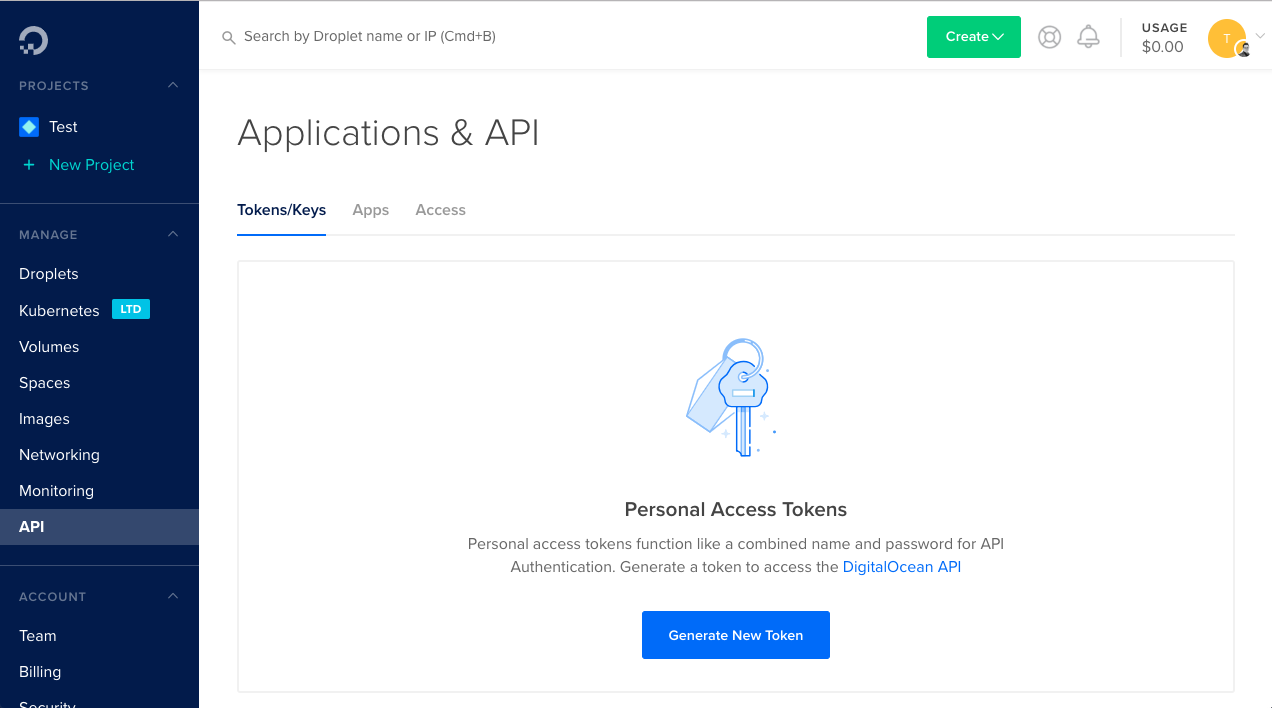 Search by Droplet name or IP (Cmd+B)
Create
USAGE
$0.00
T
PROJECTS
Test
+ New Project
MANAGE
Droplets
Kubernetes LTD
Volumes
Spaces
Images
Networking
Monitoring
API
ACCOUNT
Team
Billing
Security
Applications & API
Tokens/Keys Apps Access
Personal Access Tokens
Personal access tokens function like a combined name and password for API
Authentication. Generate a token to access the DigitalOcean API
Generate New Token